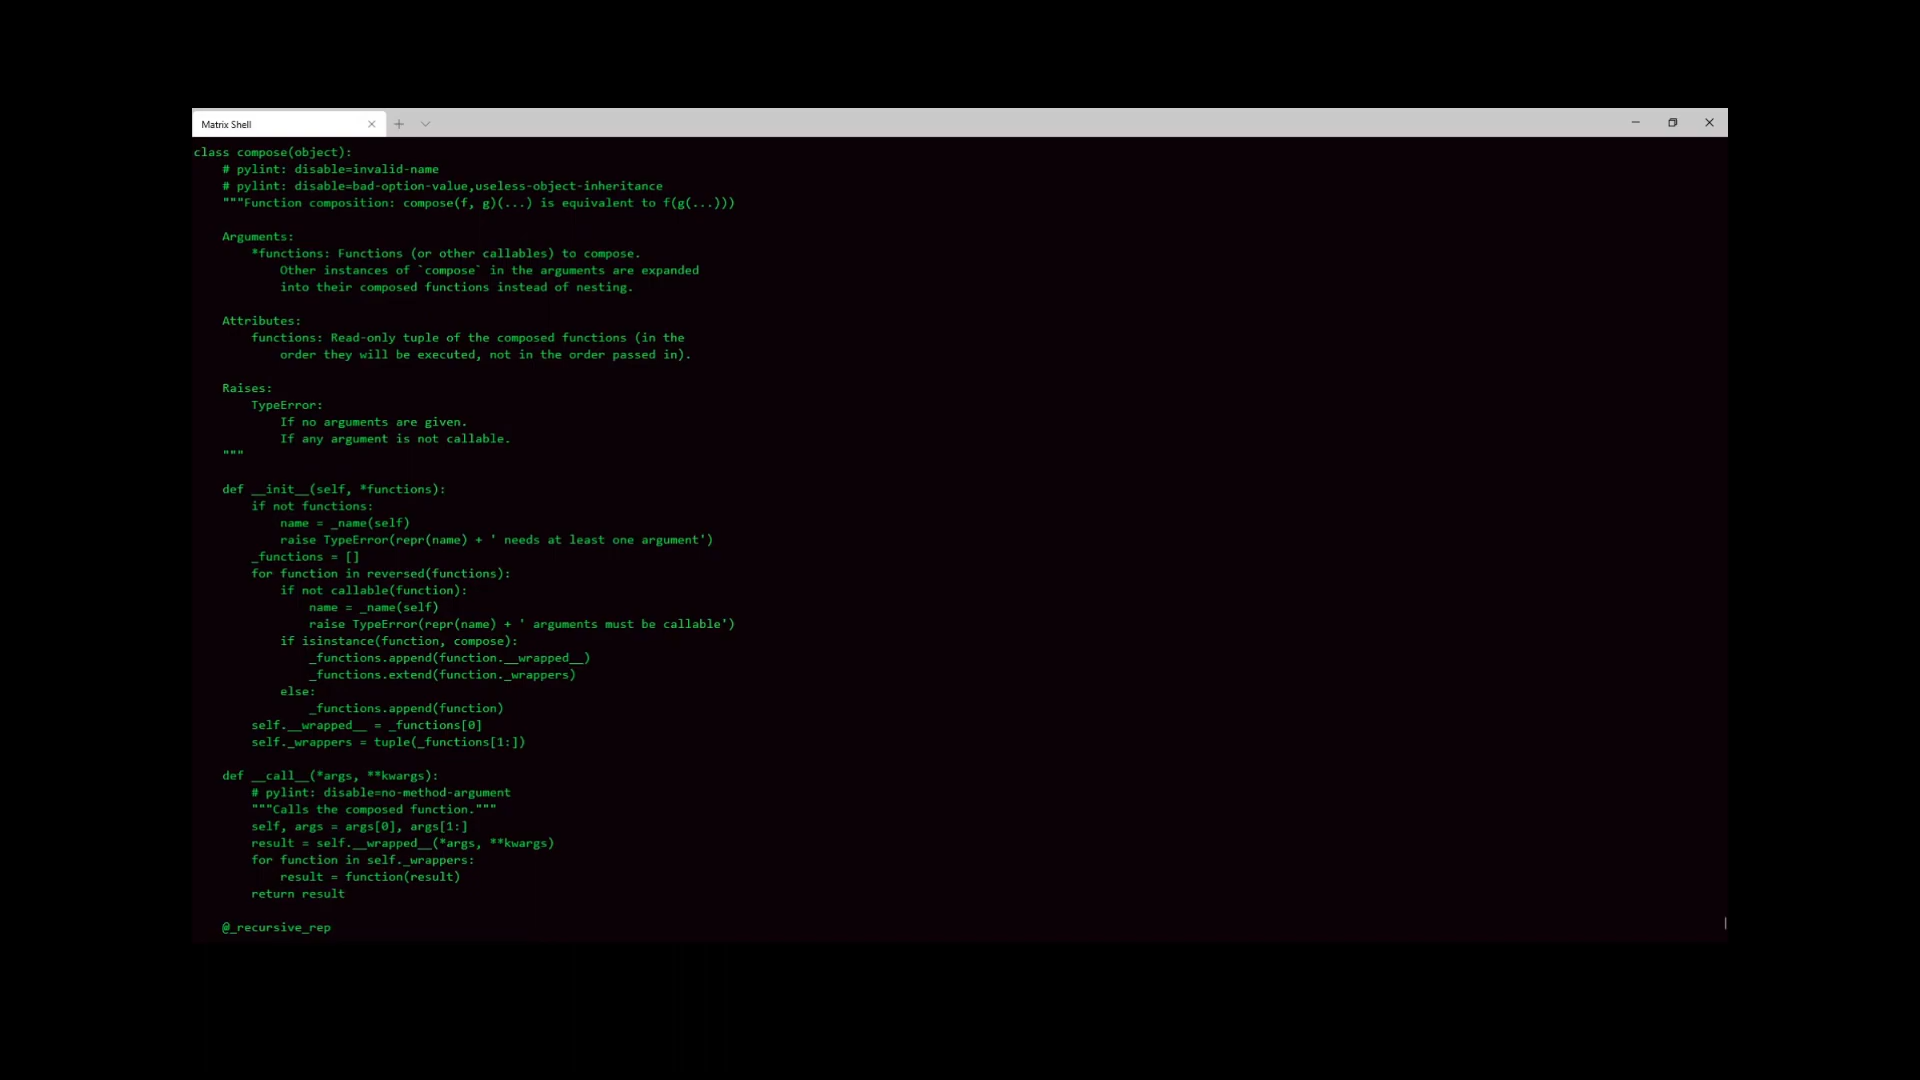 Matrix Shell
class compose(object):
    # pylint: disable=invalid-name
    # pylint: disable=bad-option-value,useless-object-inheritance
    """Function composition: compose(f, g)(...) is equivalent to f(g(...)))

    Arguments:
        *functions: Functions (or other callables) to compose.
            Other instances of `compose` in the arguments are expanded
            into their composed functions instead of nesting.

    Attributes:
        functions: Read-only tuple of the composed functions (in the
            order they will be executed, not in the order passed in).

    Raises:
        TypeError:
            If no arguments are given.
            If any argument is not callable.
    """

    def __init__(self, *functions):
        if not functions:
            name = _name(self)
            raise TypeError(repr(name) + ' needs at least one argument')
        _functions = []
        for function in reversed(functions):
            if not callable(function):
                name = _name(self)
                raise TypeError(repr(name) + ' arguments must be callable')
            if isinstance(function, compose):
                _functions.append(function.__wrapped__)
                _functions.extend(function._wrappers)
            else:
                _functions.append(function)
        self.__wrapped__ = _functions[0]
        self._wrappers = tuple(_functions[1:])

    def __call__(*args, **kwargs):
        # pylint: disable=no-method-argument
        """Calls the composed function."""
        self, args = args[0], args[1:]
        result = self.__wrapped__(*args, **kwargs)
        for function in self._wrappers:
            result = function(result)
        return result

    @_recursive_rep